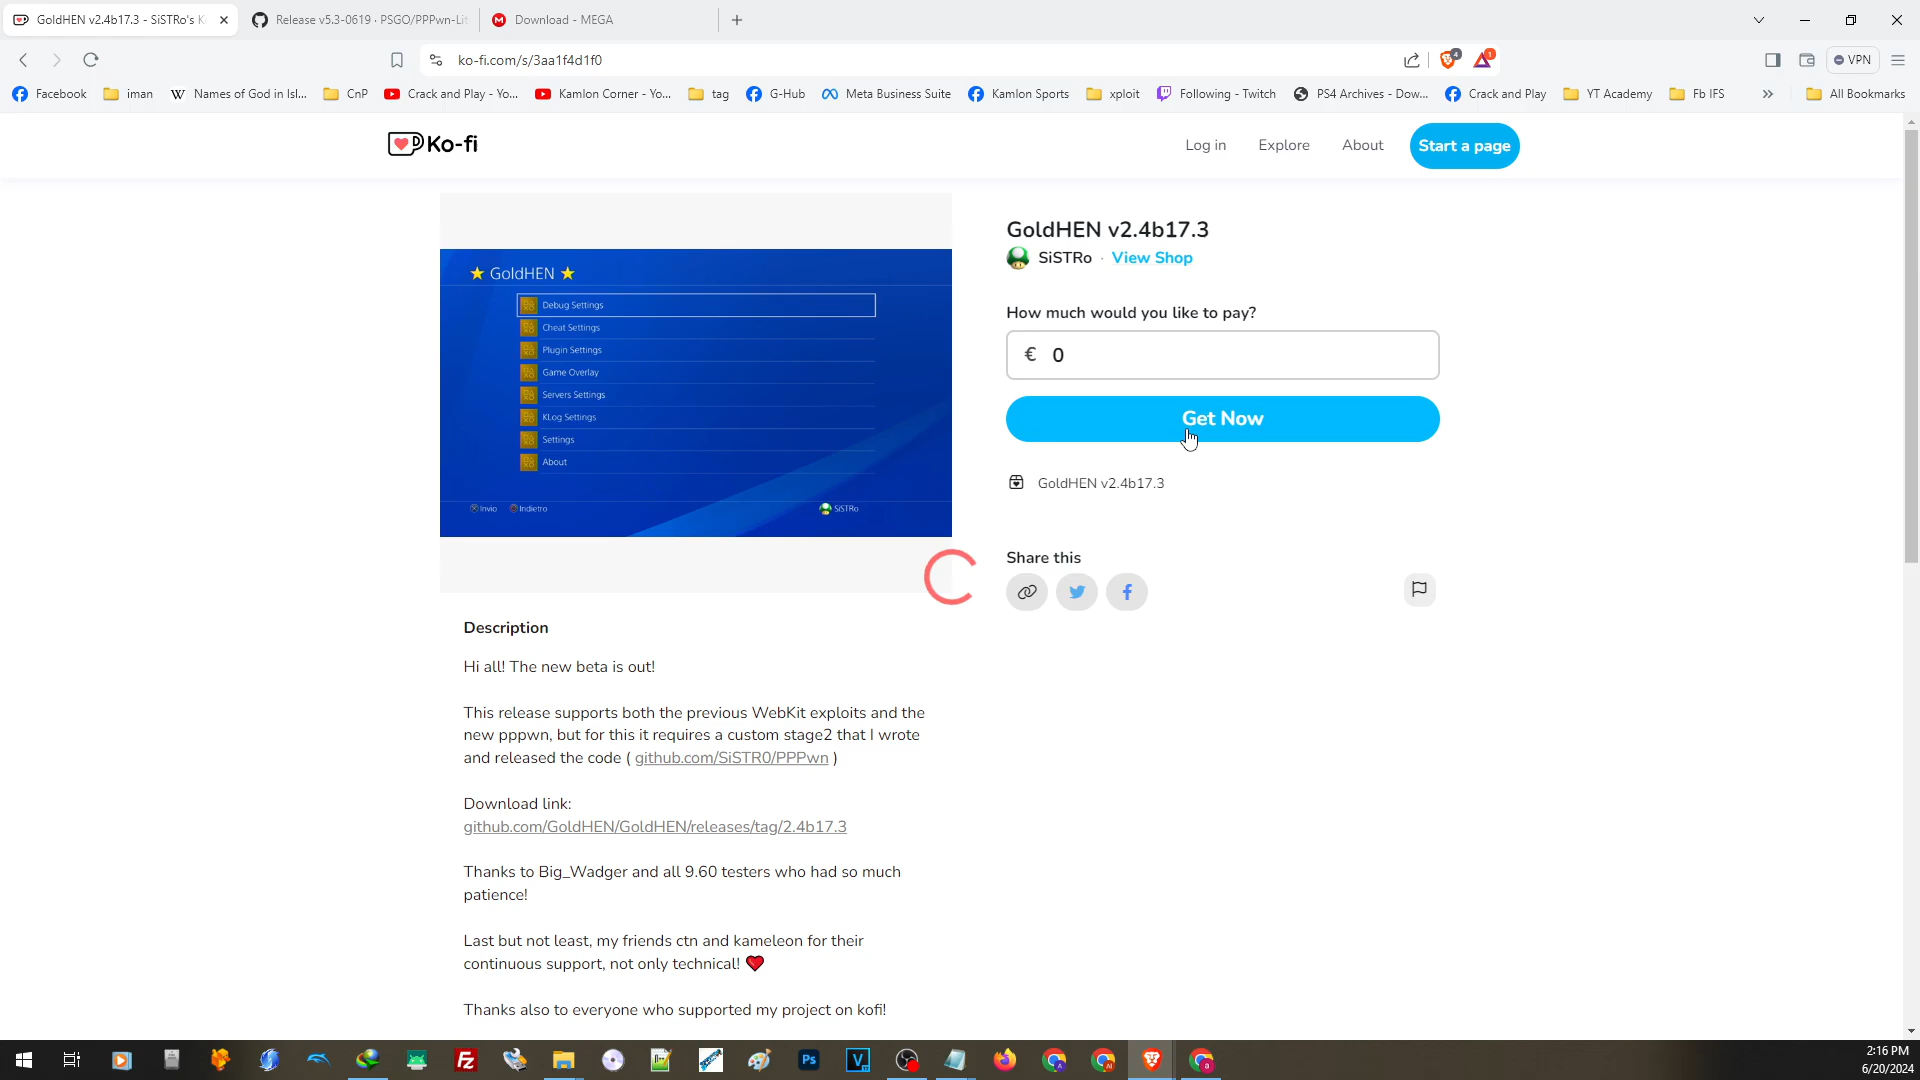 GoldHEN v2.4b17.3 - SiSTRo's K
Release v5.3-0619 · PSGO/PPPwn-Lit
Download - MEGA
ko-fi.com/s/3aa1f4d1f0
4
1
VPN
Facebook
iman
Names of God in Isl...
CnP
Crack and Play - Yo...
Kamlon Corner - Yo...
tag
G-Hub
Meta Business Suite
Kamlon Sports
xploit
Following - Twitch
PS4 Archives - Dow...
Crack and Play
YT Academy
Fb IFS
All Bookmarks
Ko-fi
Log in
Explore
About
Start a page
★ GoldHEN ★
Debug Settings
Cheat Settings
Plugin Settings
Game Overlay
Servers Settings
KLog Settings
Settings
About
Invio
Indietro
SiSTRo
GoldHEN v2.4b17.3
SiSTRo · View Shop
How much would you like to pay?
€ 0
Get Now
GoldHEN v2.4b17.3
Share this
Description
Hi all! The new beta is out!
This release supports both the previous WebKit exploits and the
new pppwn, but for this it requires a custom stage2 that I wrote
and released the code ( github.com/SiSTR0/PPPwn )
Download link:
github.com/GoldHEN/GoldHEN/releases/tag/2.4b17.3
Thanks to Big_Wadger and all 9.60 testers who had so much
patience!
Last but not least, my friends ctn and kameleon for their
continuous support, not only technical! ❤
Thanks also to everyone who supported my project on kofi!
Fz
Ps
V
2:16 PM
6/20/2024